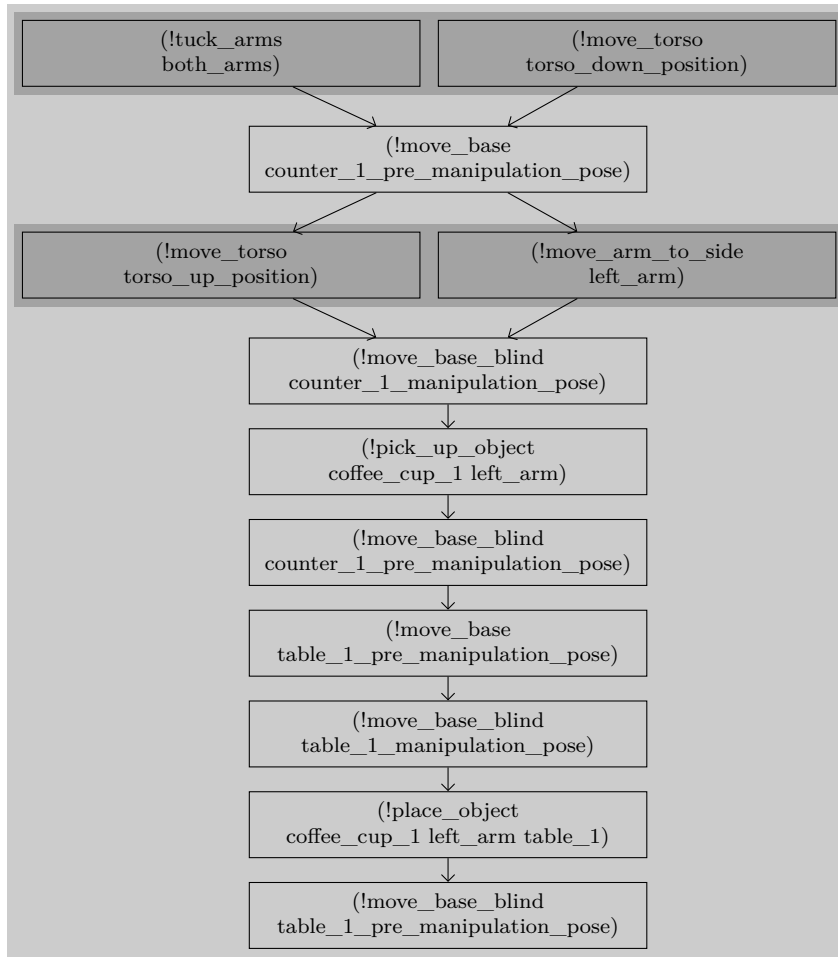 (!tuck_arms
both_arms)
(!move_torso
torso_down_position)
(!move_base
counter_1_pre_manipulation_pose)
(!move_torso
torso_up_position)
(!move_arm_to_side
left_arm)
(!move_base_blind
counter_1_manipulation_pose)
(!pick_up_object
coffee_cup_1 left_arm)
(!move_base_blind
counter_1_pre_manipulation_pose)
(!move_base
table_1_pre_manipulation_pose)
(!move_base_blind
table_1_manipulation_pose)
(!place_object
coffee_cup_1 left_arm table_1)
(!move_base_blind
table_1_pre_manipulation_pose)